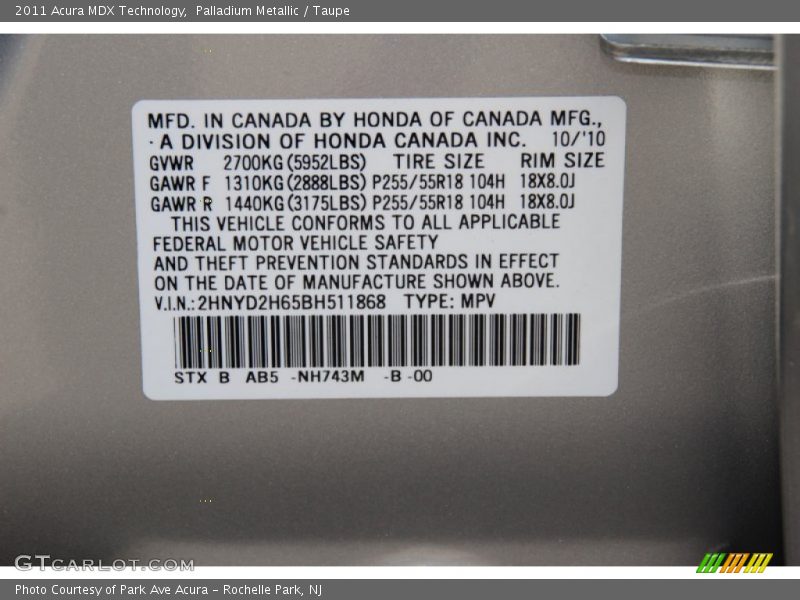 2011 Acura MDX Technology, Palladium Metallic / Taupe
MFD. IN CANADA BY HONDA OF CANADA MFG.,
· A DIVISION OF HONDA CANADA INC. 10/'10
GVWR 2700KG(5952LBS) TIRE SIZE RIM SIZE
GAWR F 1310KG(2888LBS) P255/55R18 104H 18X8.0J
GAWR R 1440KG(3175LBS) P255/55R18 104H 18X8.0J
THIS VEHICLE CONFORMS TO ALL APPLICABLE
FEDERAL MOTOR VEHICLE SAFETY
AND THEFT PREVENTION STANDARDS IN EFFECT
ON THE DATE OF MANUFACTURE SHOWN ABOVE.
V.I.N.:2HNYD2H65BH511868 TYPE: MPV
STX B AB5 -NH743M -B -00
GTCARLOT.COM
Photo Courtesy of Park Ave Acura - Rochelle Park, NJ